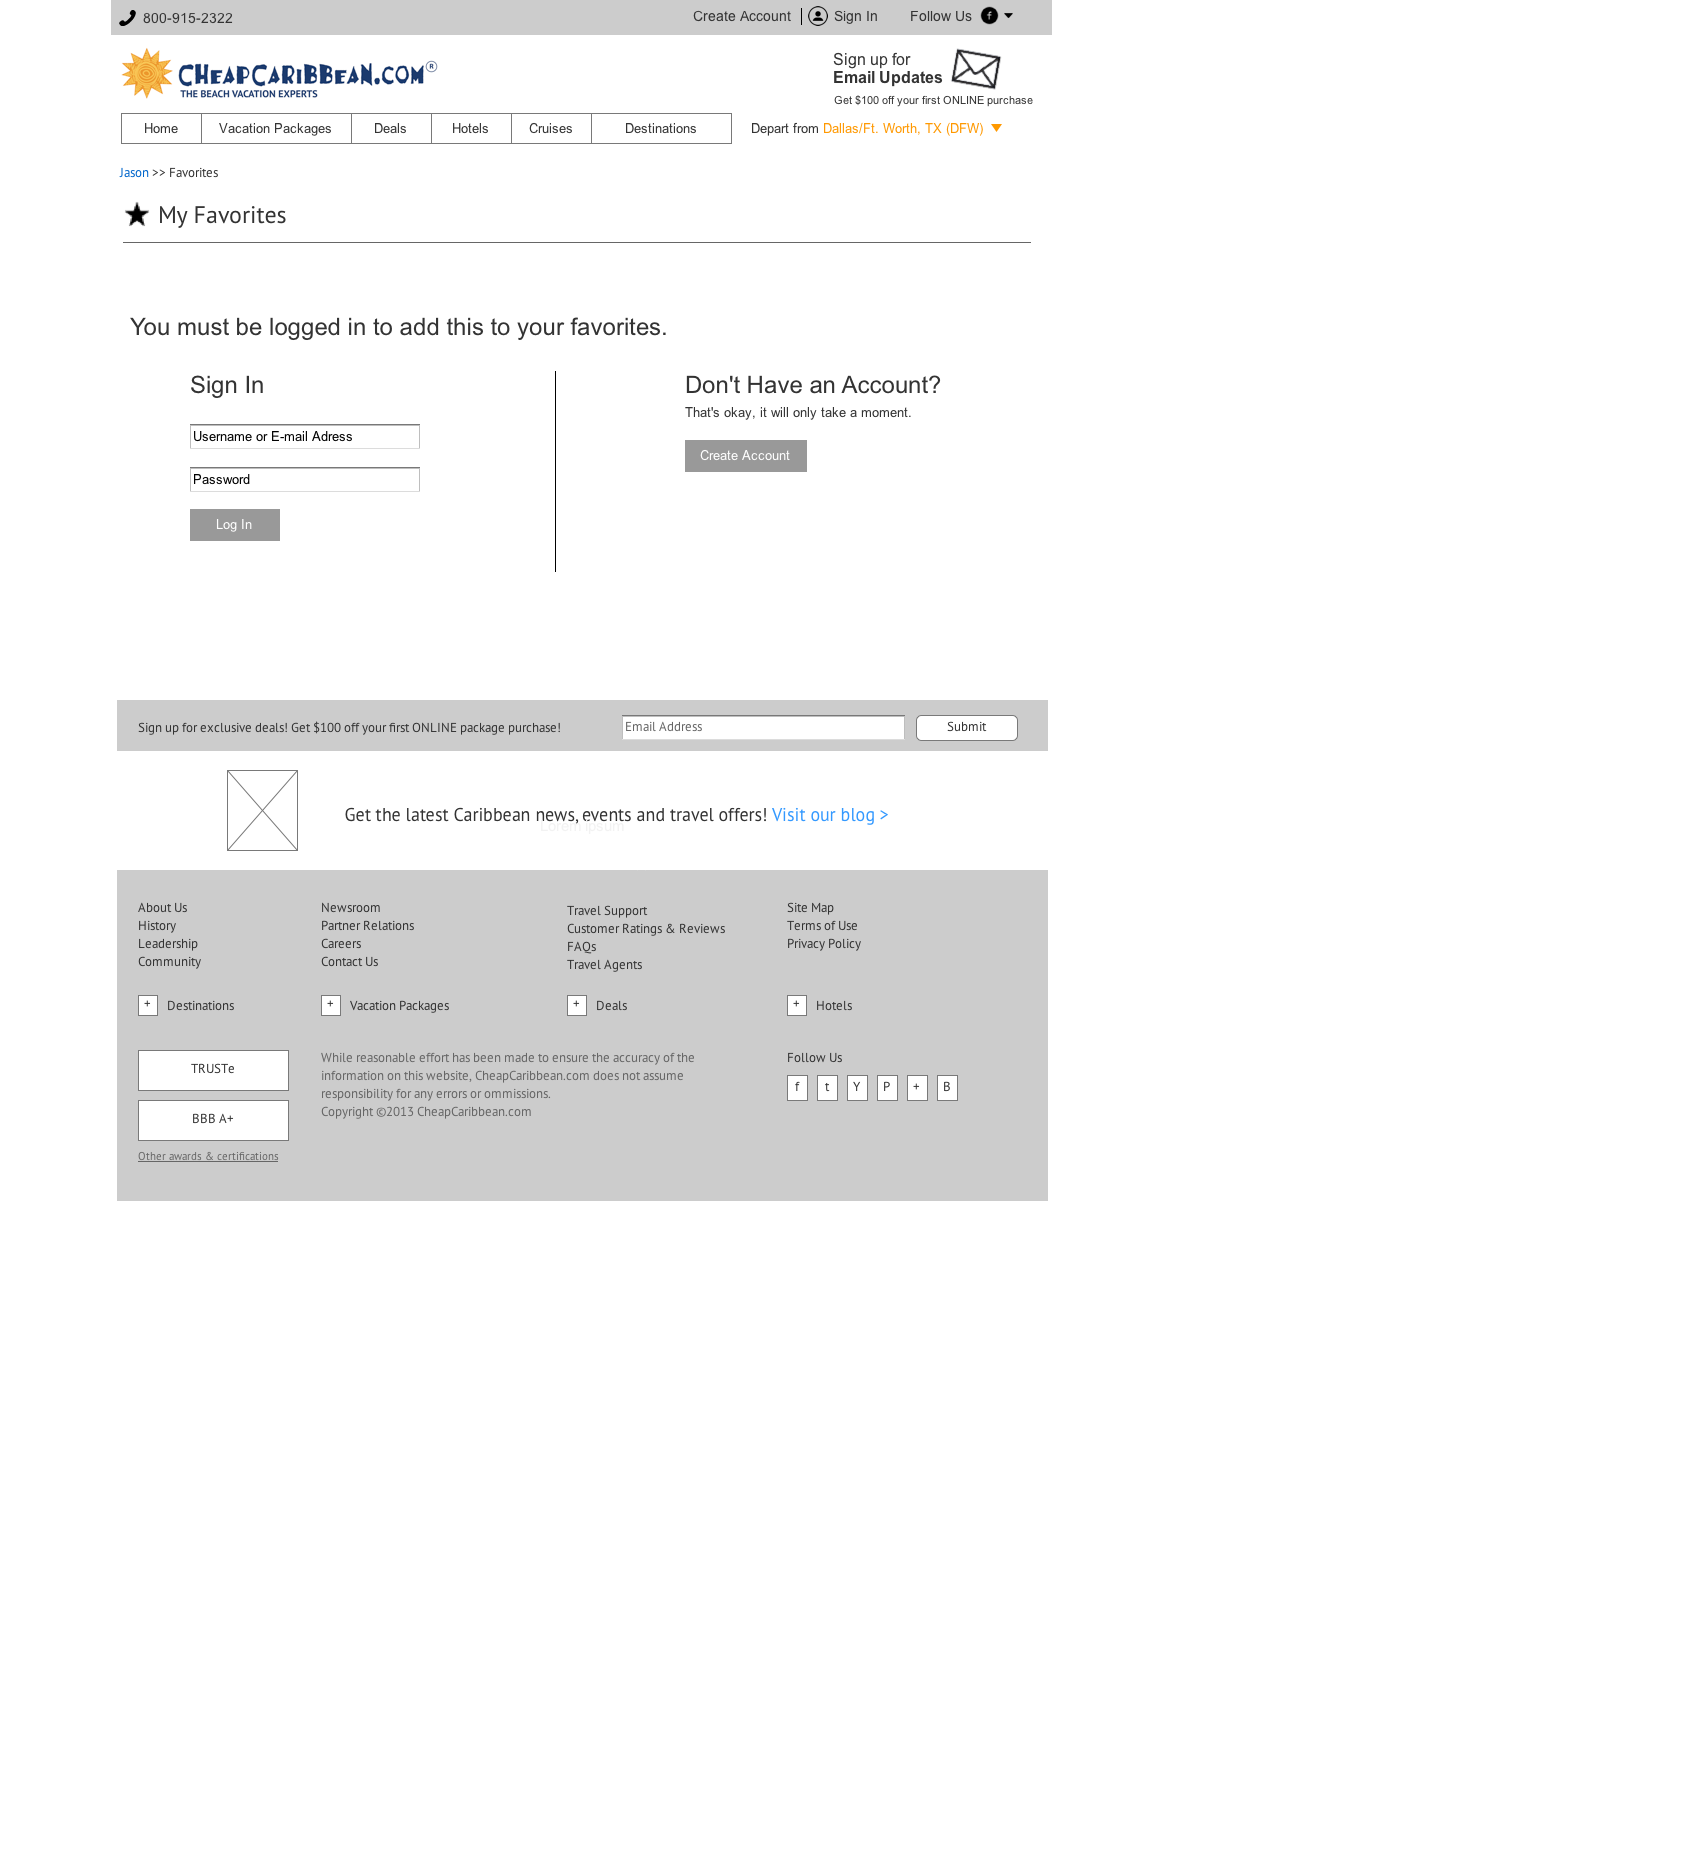 800-915-2322
Create Account
Sign In
Follow Us
f
CHEAPCARIBBEAN.COM®
THE BEACH VACATION EXPERTS
Sign up for
Email Updates
Get $100 off your first ONLINE purchase
Home
Vacation Packages
Deals
Hotels
Cruises
Destinations
Depart from Dallas/Ft. Worth, TX (DFW)
Jason >> Favorites
My Favorites
You must be logged in to add this to your favorites.
Sign In
Username or E-mail Adress
Password
Log In
Don't Have an Account?
That's okay, it will only take a moment.
Create Account
Sign up for exclusive deals! Get $100 off your first ONLINE package purchase!
Email Address
Submit
Get the latest Caribbean news, events and travel offers! Visit our blog >
Lorem ipsum
About Us
History
Leadership
Community
Newsroom
Partner Relations
Careers
Contact Us
Travel Support
Customer Ratings & Reviews
FAQs
Travel Agents
Site Map
Terms of Use
Privacy Policy
+ Destinations
+ Vacation Packages
+ Deals
+ Hotels
TRUSTe
BBB A+
Other awards & certifications
While reasonable effort has been made to ensure the accuracy of the
information on this website, CheapCaribbean.com does not assume
responsibility for any errors or ommissions.
Copyright ©2013 CheapCaribbean.com
Follow Us
f t Y P + B